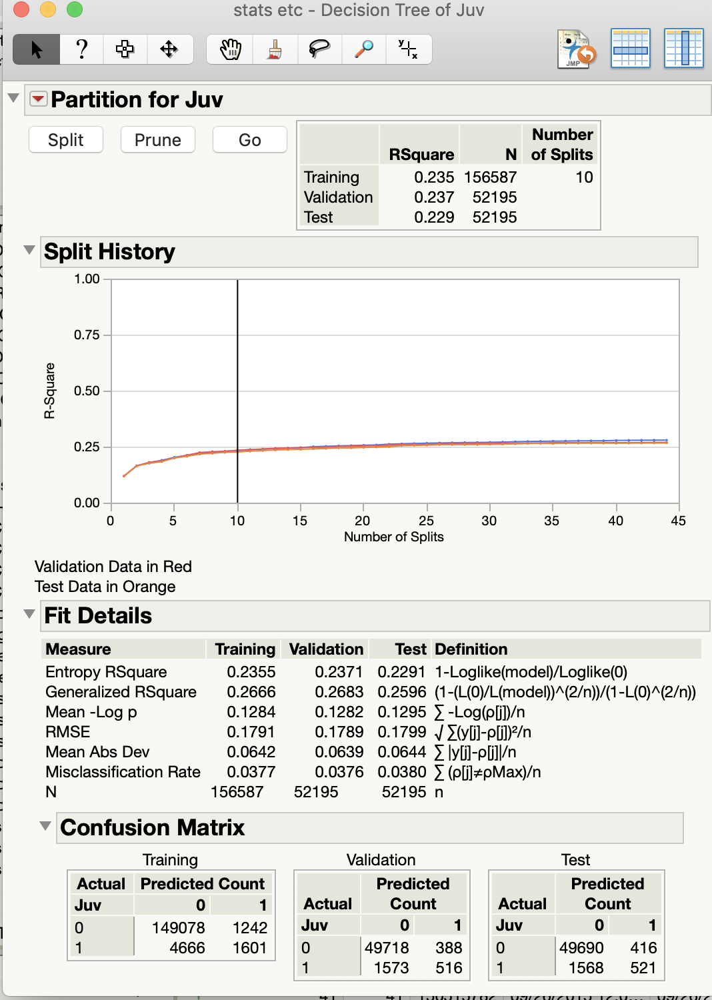 stats etc - Decision Tree of Juv
?
y
x
JMP
Partition for Juv
Split Prune Go
Number
RSquare N of Splits
Training 0.235 156587 10
Validation 0.237 52195
Test 0.229 52195
Split History
1.00
0.75
0.50
0.25
0.00
R-Square
0 5 10 15 20 25 30 35 40 45
Number of Splits
Validation Data in Red
Test Data in Orange
Fit Details
Measure Training Validation Test Definition
Entropy RSquare 0.2355 0.2371 0.2291 1-Loglike(model)/Loglike(0)
Generalized RSquare 0.2666 0.2683 0.2596 (1-(L(0)/L(model))^(2/n))/(1-L(0)^(2/n))
Mean -Log p 0.1284 0.1282 0.1295 ∑ -Log(ρ[j])/n
RMSE 0.1791 0.1789 0.1799 √ ∑(y[j]-ρ[j])²/n
Mean Abs Dev 0.0642 0.0639 0.0644 ∑ |y[j]-ρ[j]|/n
Misclassification Rate 0.0377 0.0376 0.0380 ∑ (ρ[j]≠ρMax)/n
N 156587 52195 52195 n
Confusion Matrix
Training
Actual Predicted Count
Juv 0 1
0 149078 1242
1 4666 1601
Validation
Predicted
Actual Count
Juv 0 1
0 49718 388
1 1573 516
Test
Predicted
Actual Count
Juv 0 1
0 49690 416
1 1568 521